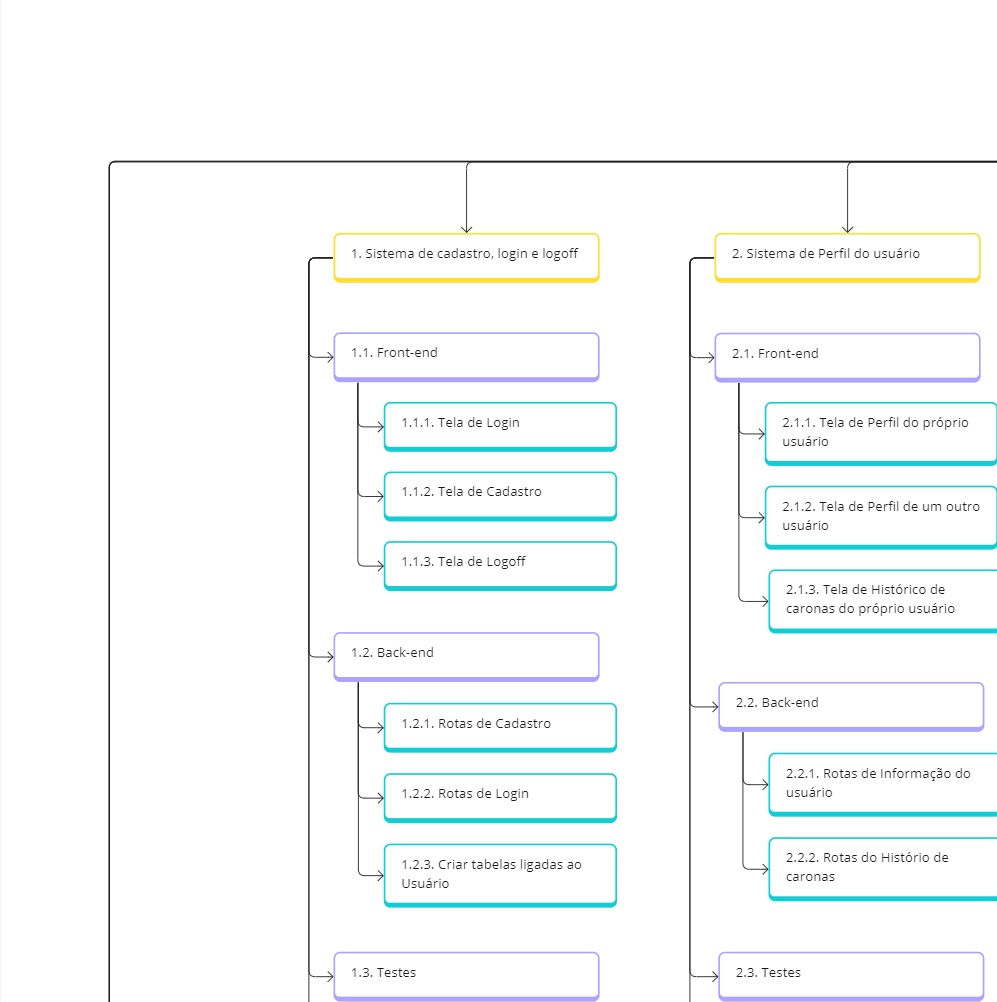 1. Sistema de cadastro, login e logoff
1.1. Front-end
1.1.1. Tela de Login
1.1.2. Tela de Cadastro
1.1.3. Tela de Logoff
1.2. Back-end
1.2.1. Rotas de Cadastro
1.2.2. Rotas de Login
1.2.3. Criar tabelas ligadas ao
Usuário
1.3. Testes
2. Sistema de Perfil do usuário
2.1. Front-end
2.1.1. Tela de Perfil do próprio
usuário
2.1.2. Tela de Perfil de um outro
usuário
2.1.3. Tela de Histórico de
caronas do próprio usuário
2.2. Back-end
2.2.1. Rotas de Informação do
usuário
2.2.2. Rotas do Histório de
caronas
2.3. Testes